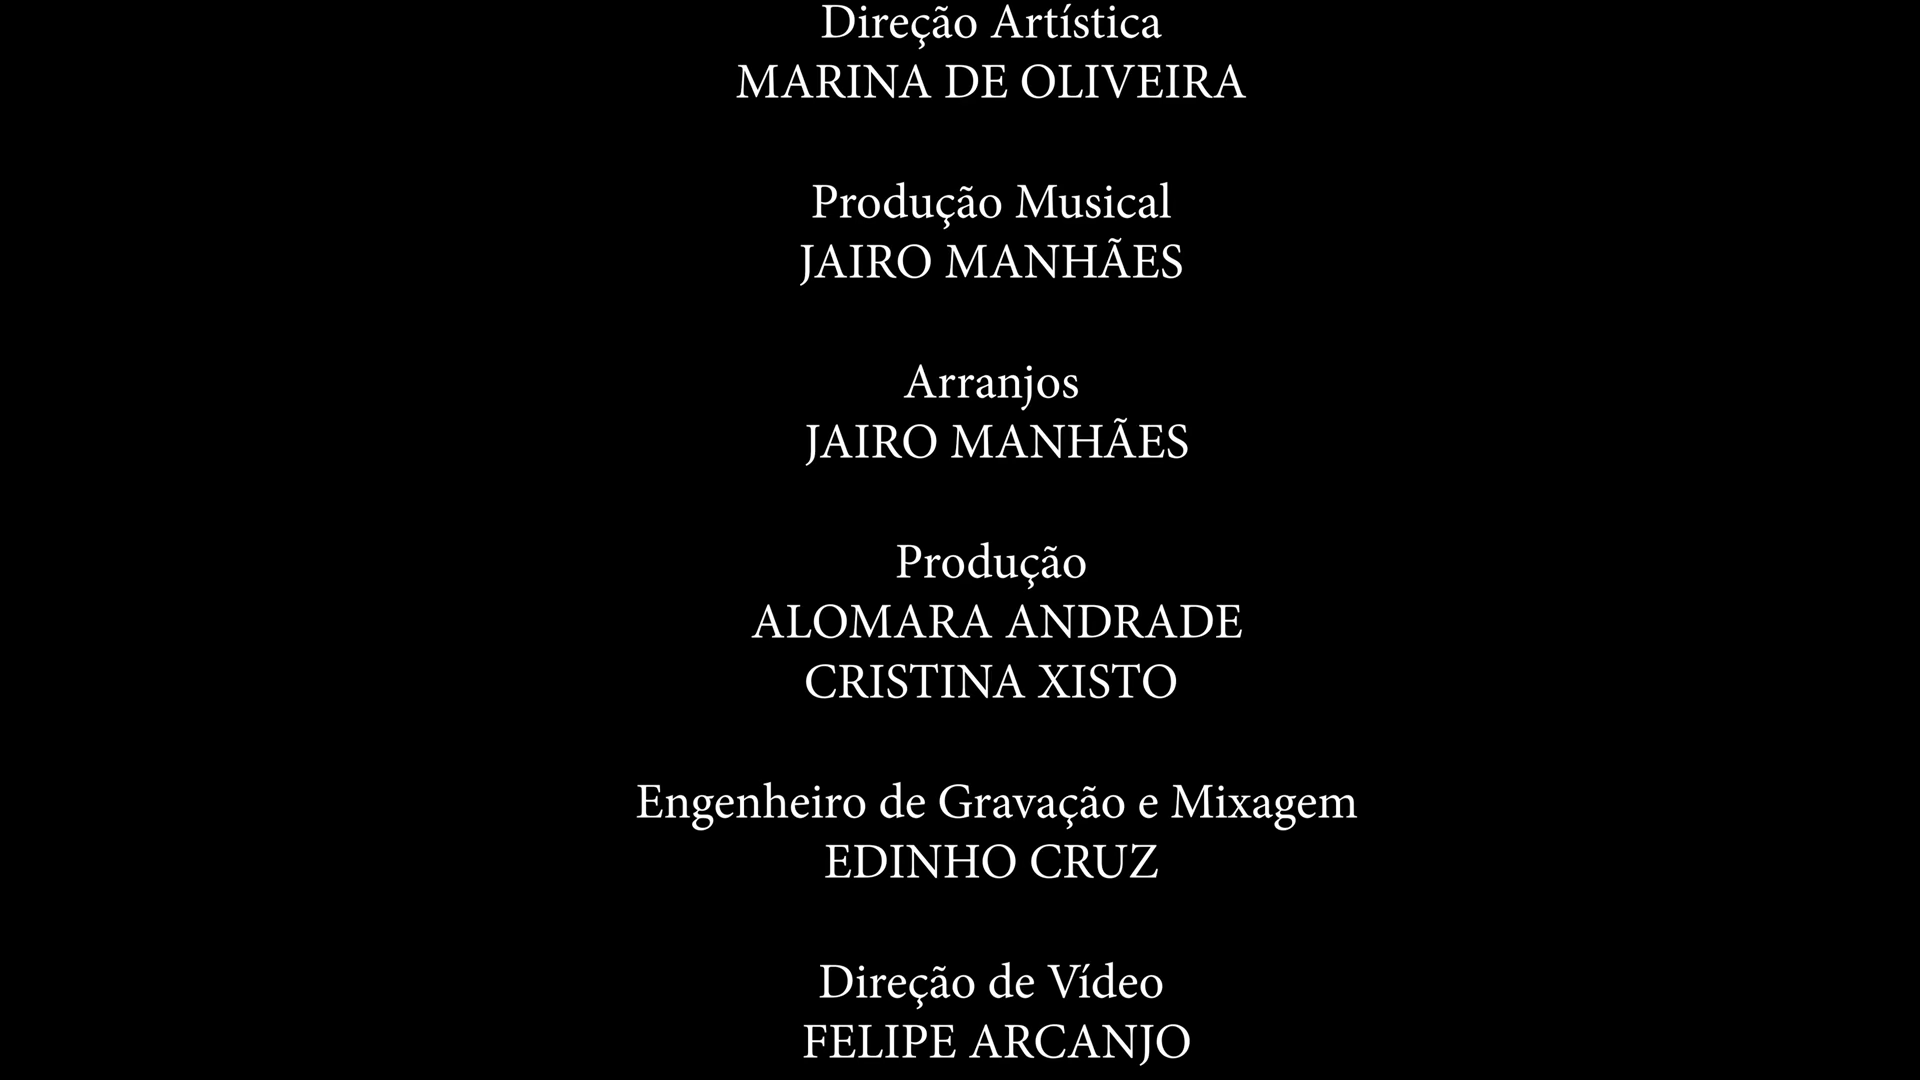 Direção Artística
MARINA DE OLIVEIRA
Produção Musical
JAIRO MANHÃES
Arranjos
JAIRO MANHÃES
Produção
ALOMARA ANDRADE
CRISTINA XISTO
Engenheiro de Gravação e Mixagem
EDINHO CRUZ
Direção de Vídeo
FELIPE ARCANJO